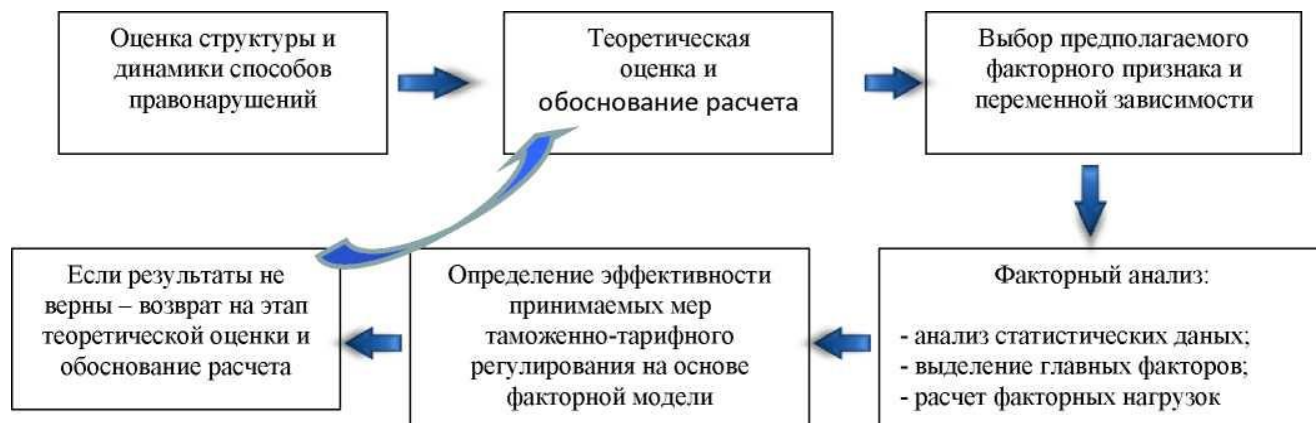 Оценка структуры и
динамики способов
правонарушений
Теоретическая
оценка и
обоснование расчета
Выбор предполагаемого
факторного признака и
переменной зависимости
Факторный анализ:
- анализ статистических даных;
- выделение главных факторов;
- расчет факторных нагрузок
Определение эффективности
принимаемых мер
таможенно-тарифного
регулирования на основе
факторной модели
Если результаты не
верны – возврат на этап
теоретической оценки и
обоснование расчета